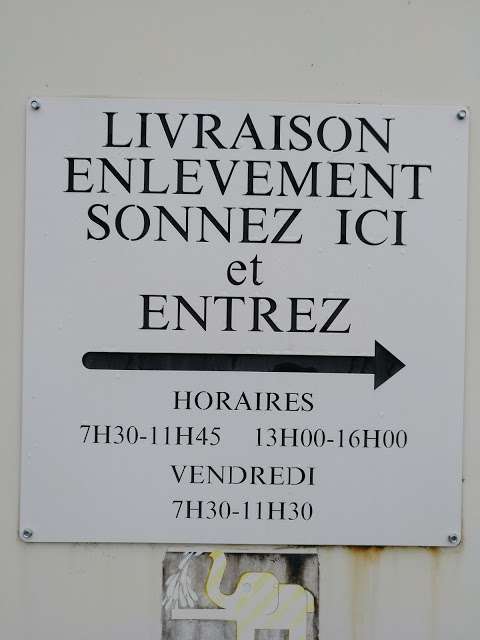 LIVRAISON
ENLEVEMENT
SONNEZ ICI
et
ENTREZ
HORAIRES
7H30-11H45 13H00-16H00
VENDREDI
7H30-11H30